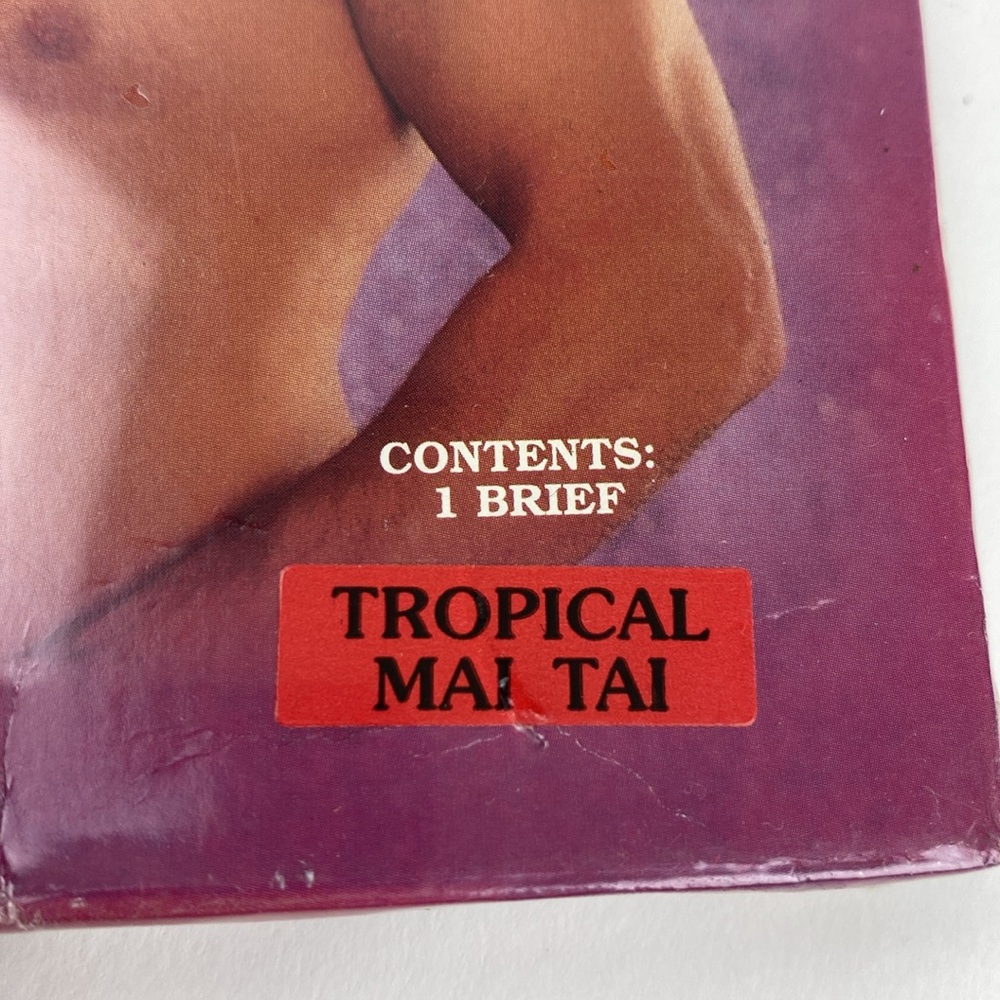 CONTENTS:
1 BRIEF
TROPICAL
MAI TAI